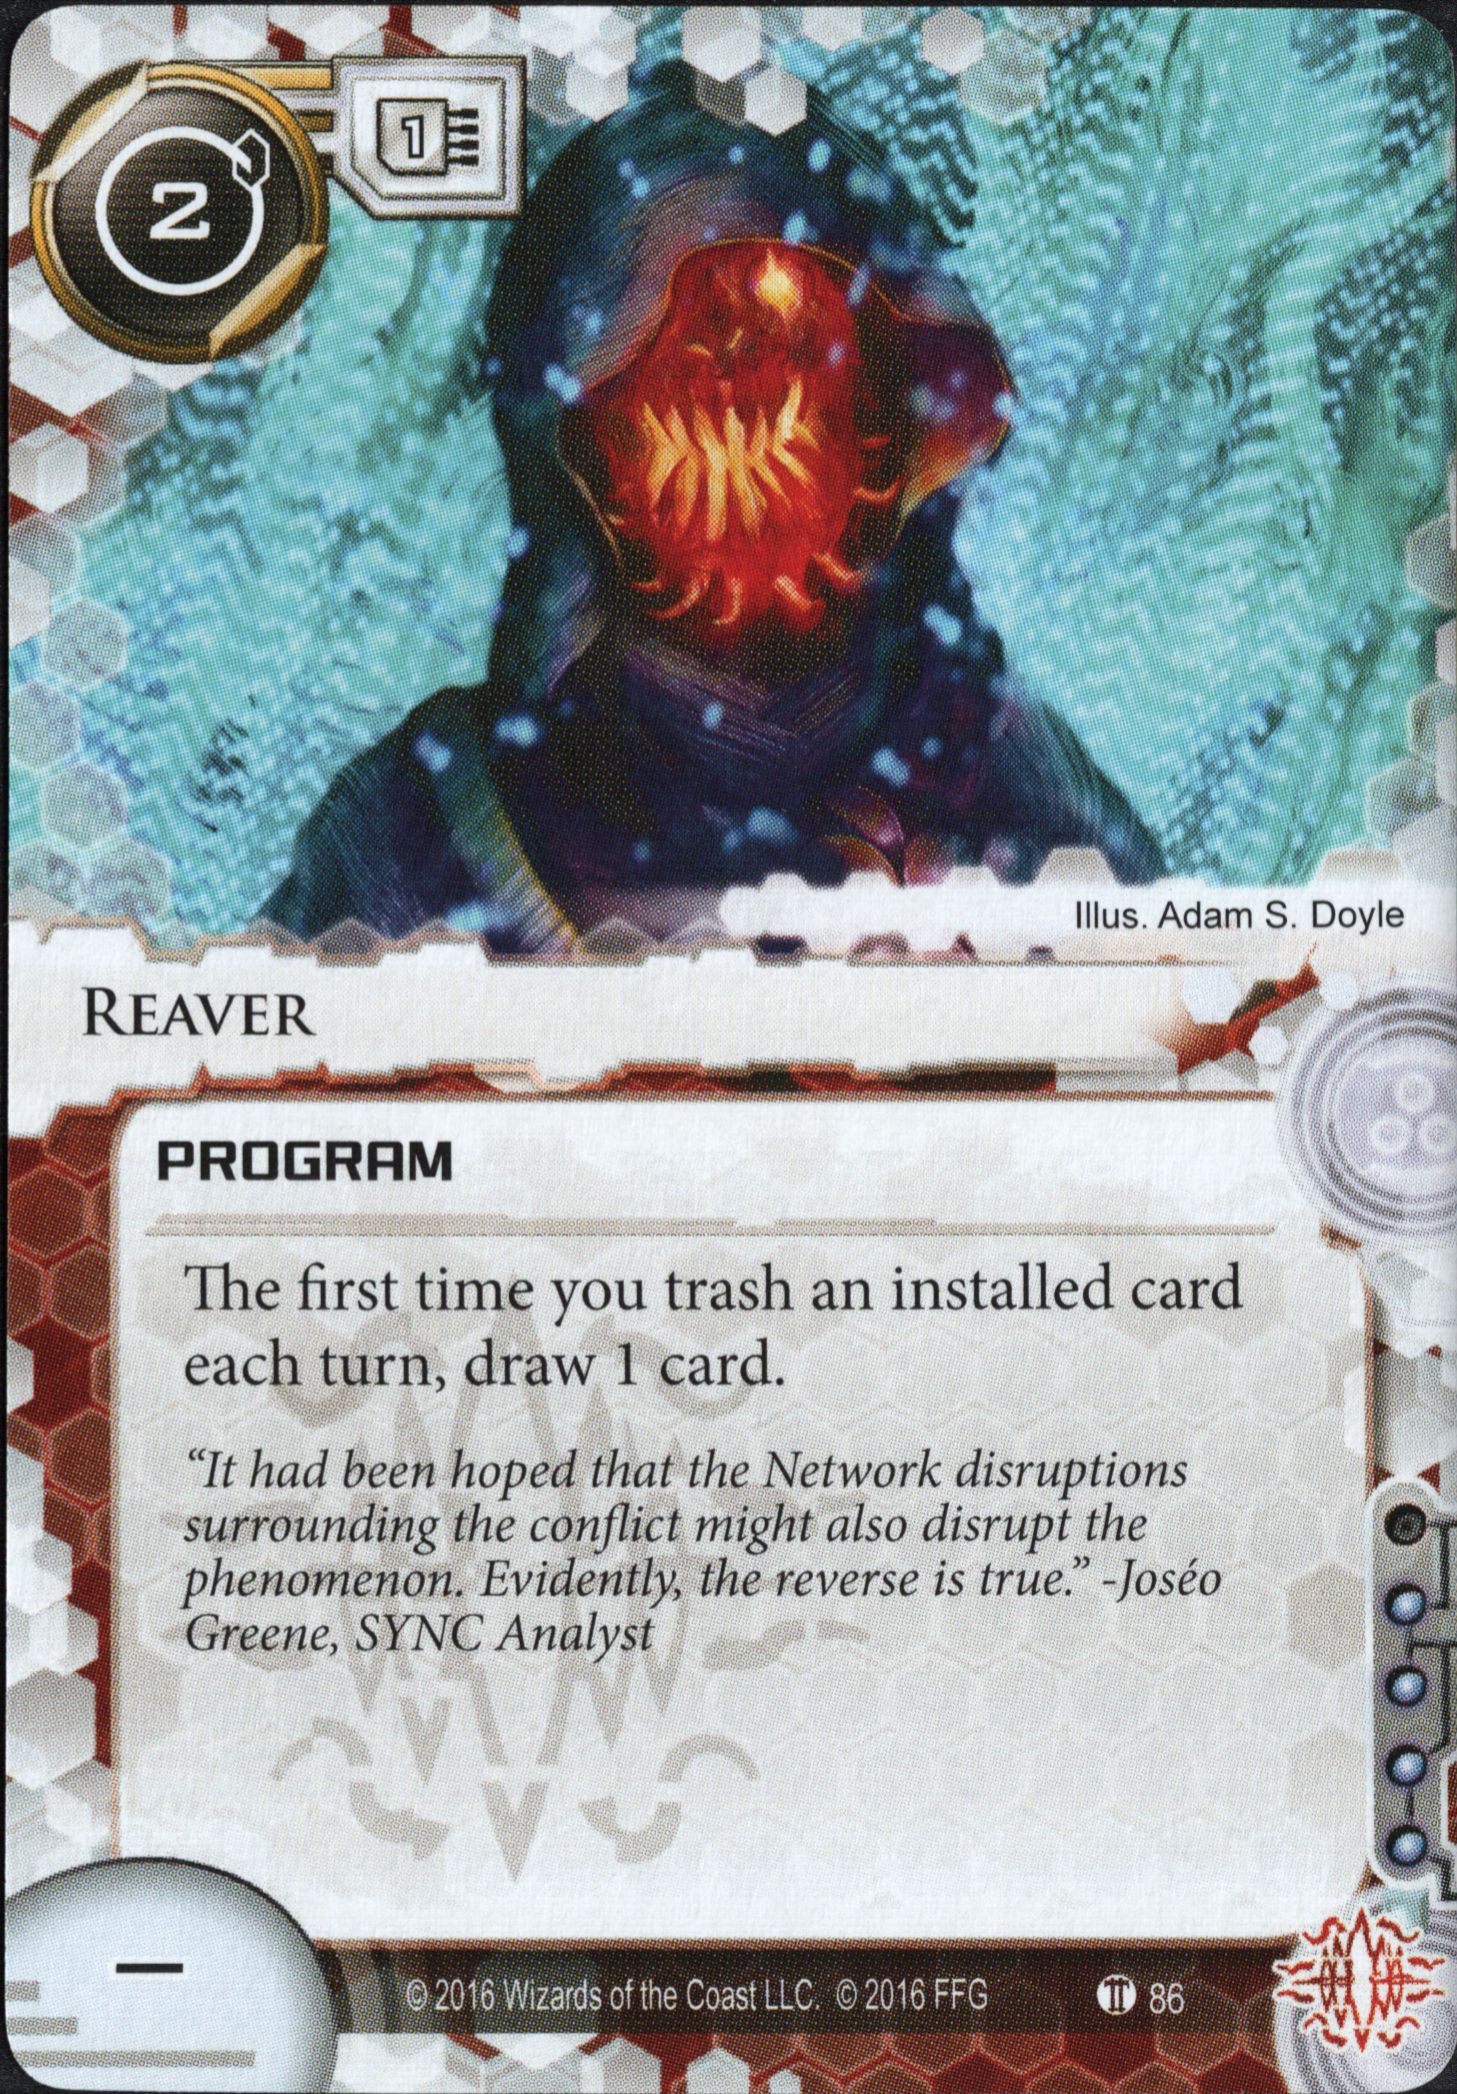 2
1
Illus. Adam S. Doyle
REAVER
PROGRAM
The first time you trash an installed card
each turn, draw 1 card.
“It had been hoped that the Network disruptions
surrounding the conflict might also disrupt the
phenomenon. Evidently, the reverse is true.” -Joséo
Greene, SYNC Analyst
–
© 2016 Wizards of the Coast LLC. © 2016 FFG
86